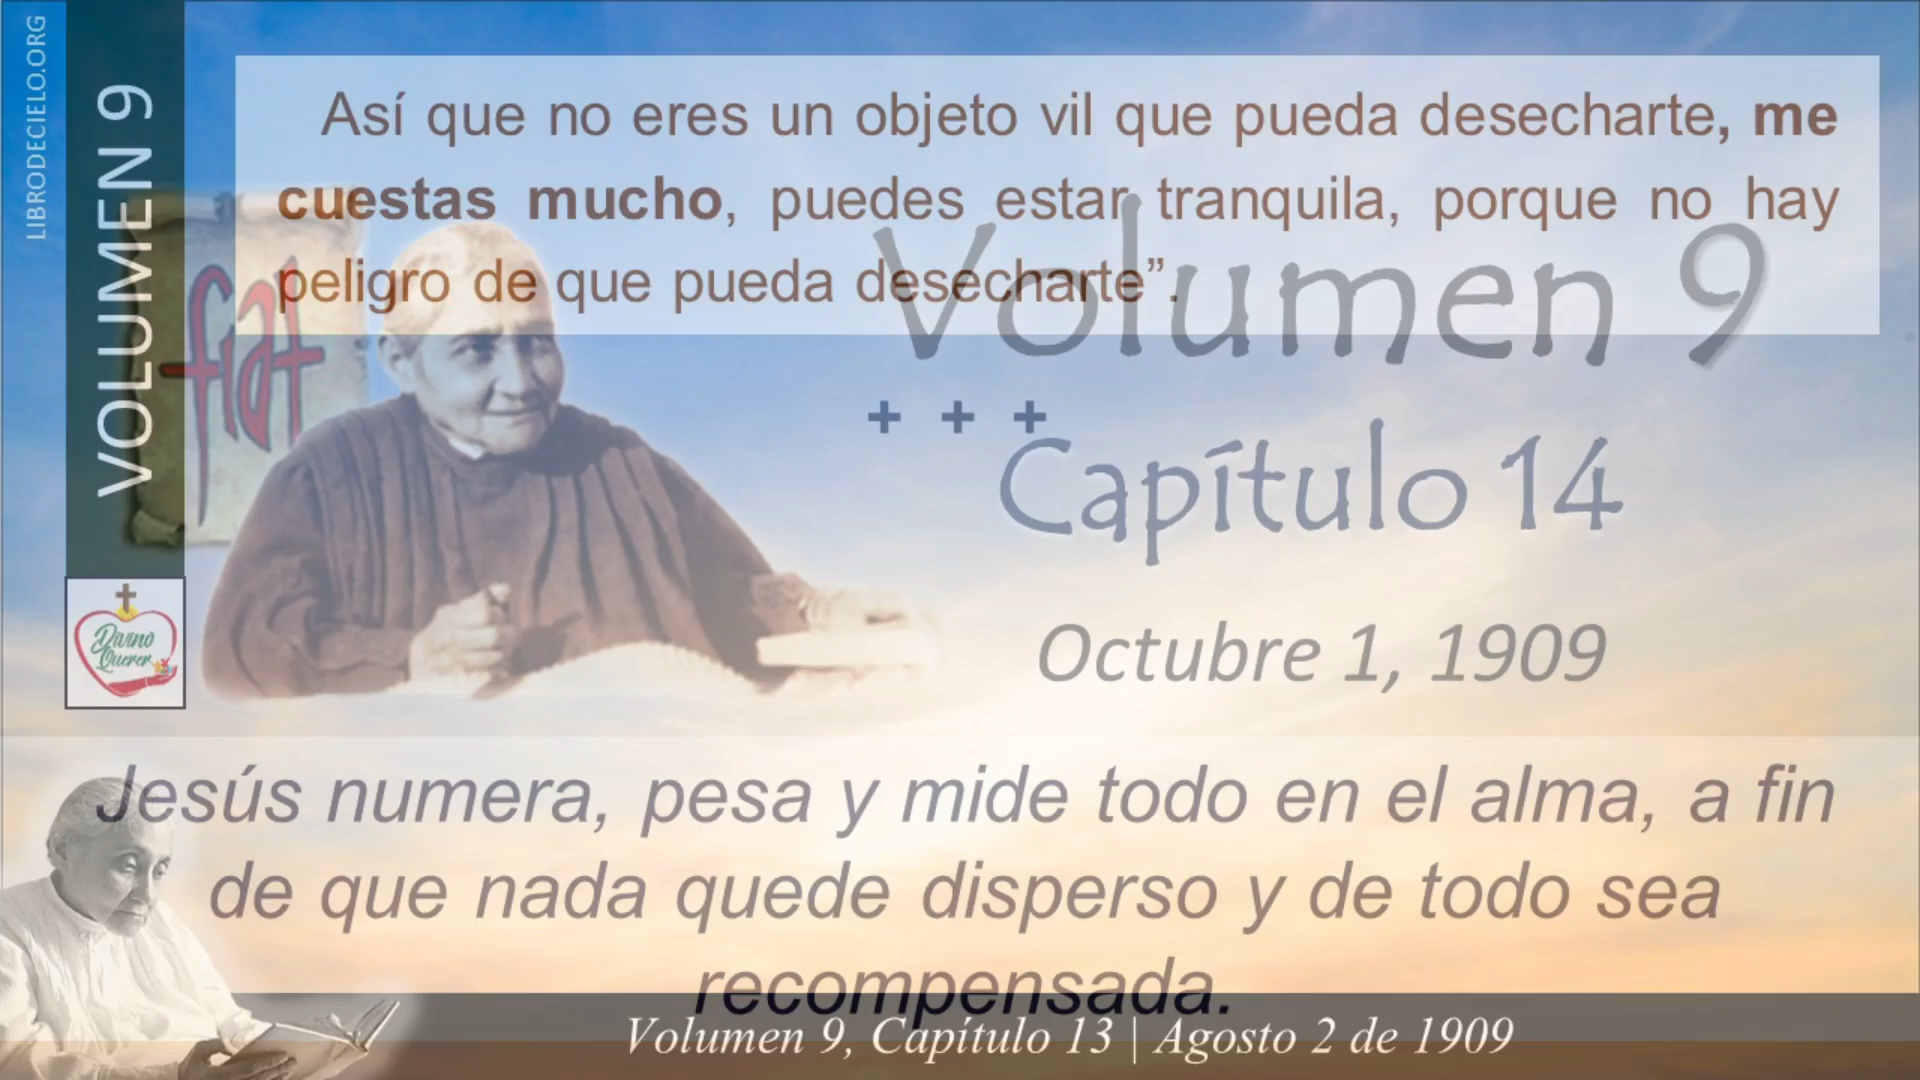 LIBRODECIELO.ORG
VOLUMEN 9
Así que no eres un objeto vil que pueda desecharte, me
cuestas mucho, puedes estar tranquila, porque no hay
peligro de que pueda desecharte”.
fiat
Volumen 9
+ + +
Capítulo 14
Octubre 1, 1909
Divino
Querer
Jesús numera, pesa y mide todo en el alma, a fin
de que nada quede disperso y de todo sea
recompensada.
Volumen 9, Capítulo 13 | Agosto 2 de 1909